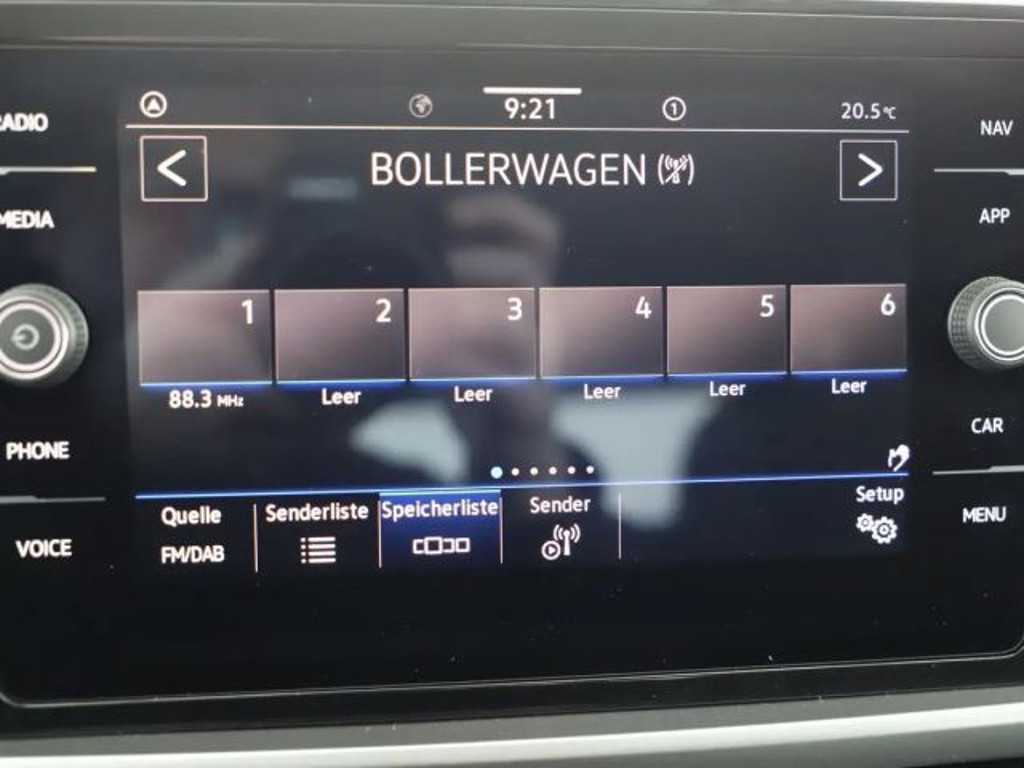 9:21
1
20.5°C
BOLLERWAGEN
RADIO
MEDIA
PHONE
VOICE
NAV
APP
CAR
MENU
1 2 3 4 5 6
88.3 MHz Leer Leer Leer Leer Leer
Quelle Senderliste Speicherliste Sender Setup
FM/DAB